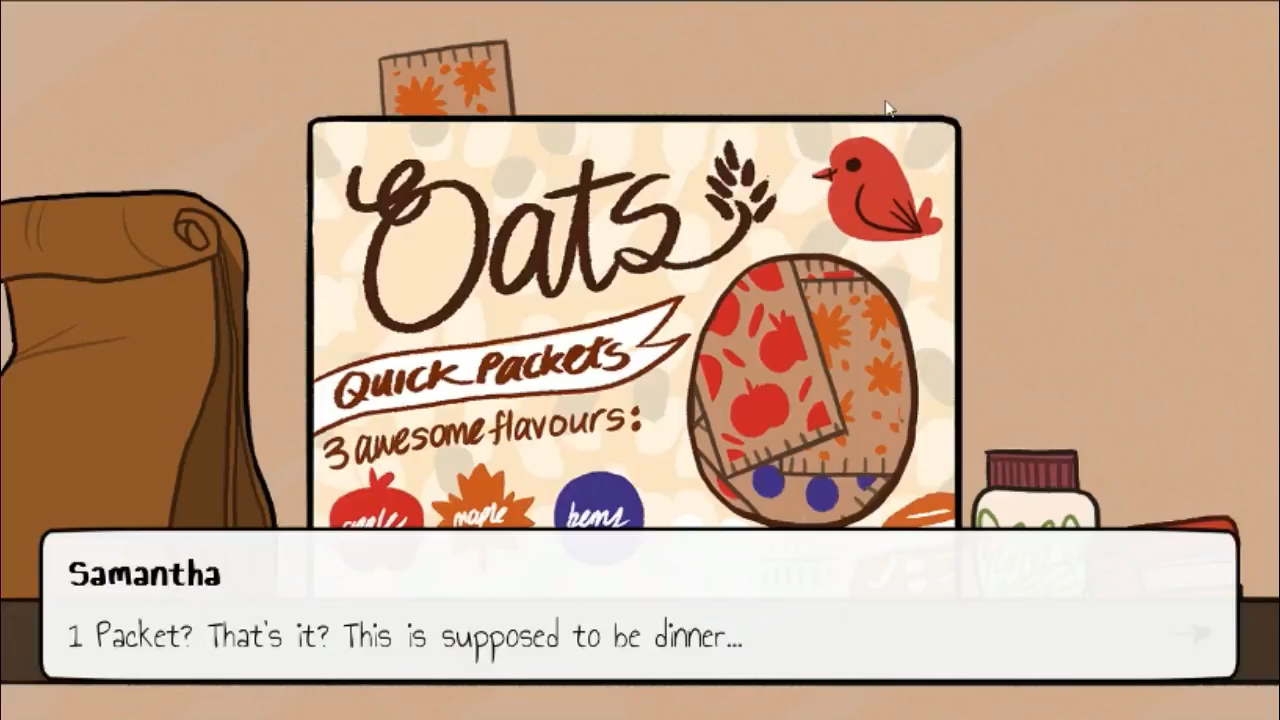 Oats
Quick Packets
3 awesome flavours:
apple maple berry
Samantha
1 Packet? That's it? This is supposed to be dinner...